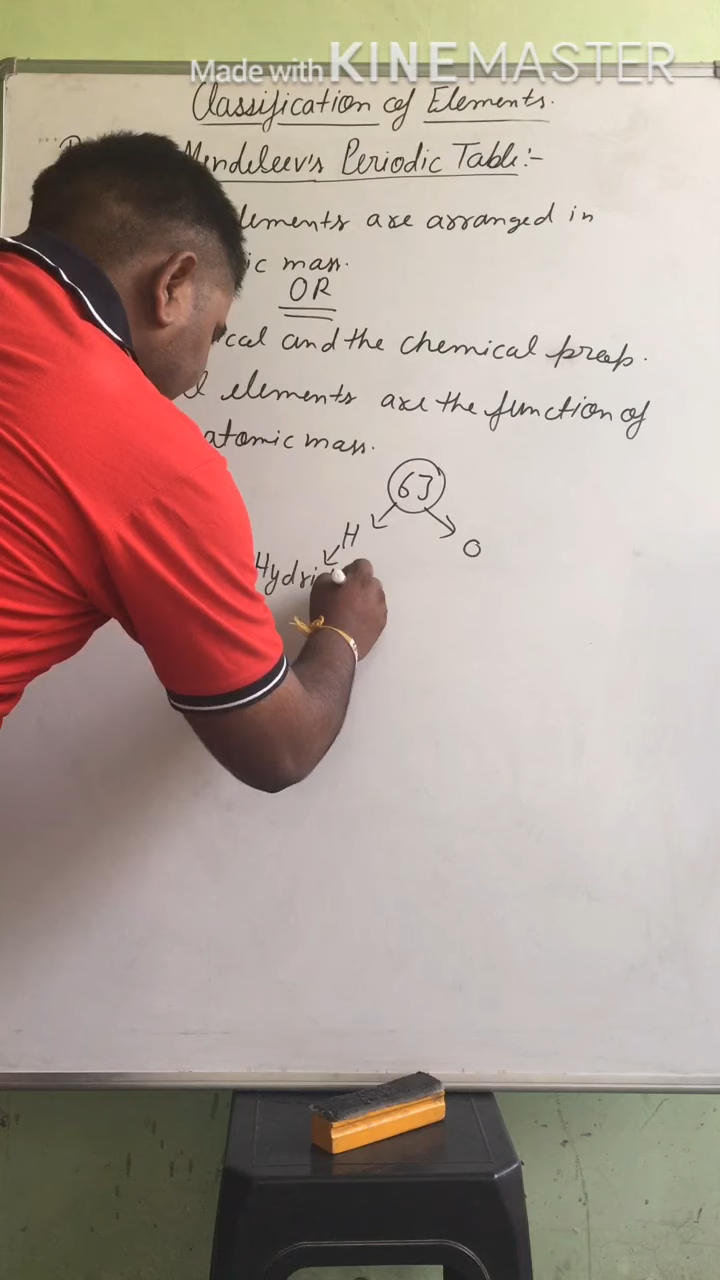 Made with KINEMASTER
Classification of Elements.
Mendeleev's Periodic Table:-
elements are arranged in
ic mass.
OR
ical and the chemical prop.
elements are the function of
atomic mass.
63
H
O
Hydri